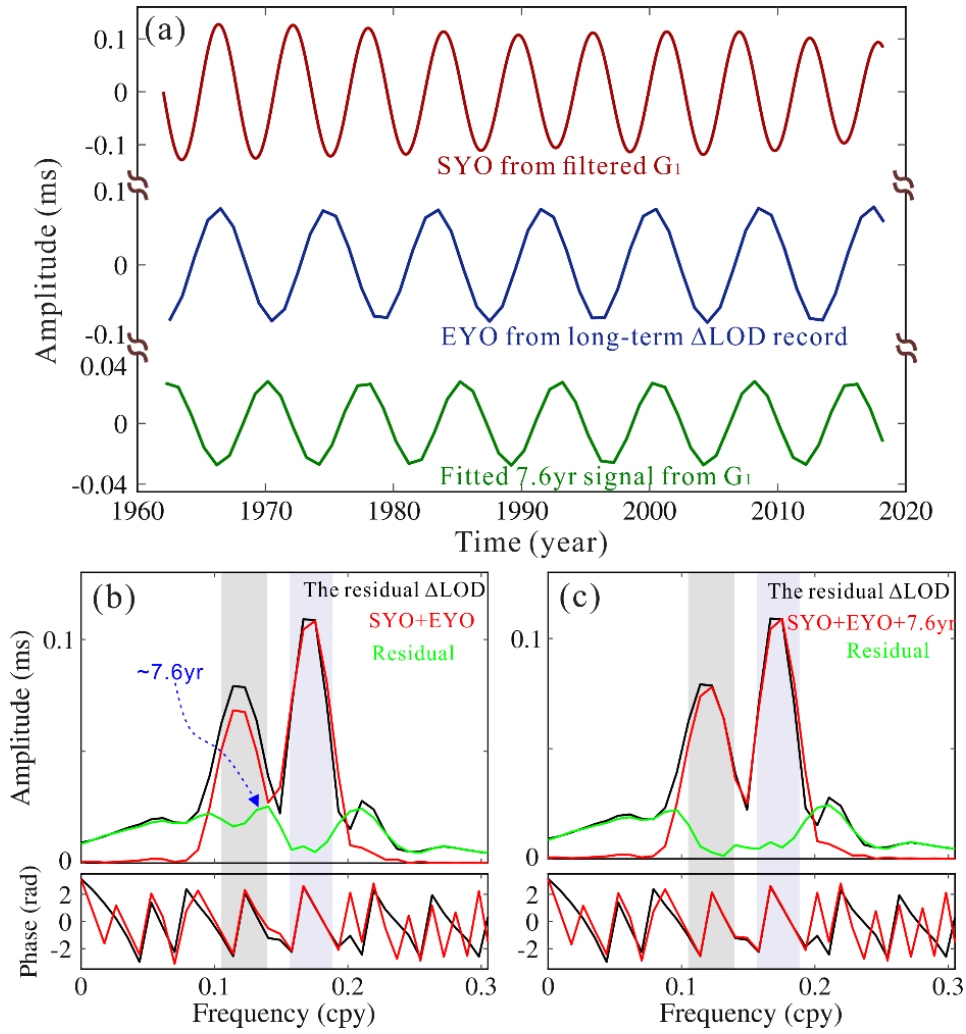 (a)
0.1
0
-0.1
SYO from filtered G1
0.1
0
-0.1
EYO from long-term ΔLOD record
0.04
0
-0.04
Fitted 7.6yr signal from G1
Amplitude (ms)
1960 1970 1980 1990 2000 2010 2020
Time (year)
(b)
The residual ΔLOD
SYO+EYO
Residual
~7.6yr
0.1
0
Amplitude (ms)
2
0
-2
Phase (rad)
0 0.1 0.2 0.3
Frequency (cpy)
(c)
The residual ΔLOD
SYO+EYO+7.6yr
Residual
0.1
0
Amplitude (ms)
2
0
-2
0 0.1 0.2 0.3
Frequency (cpy)